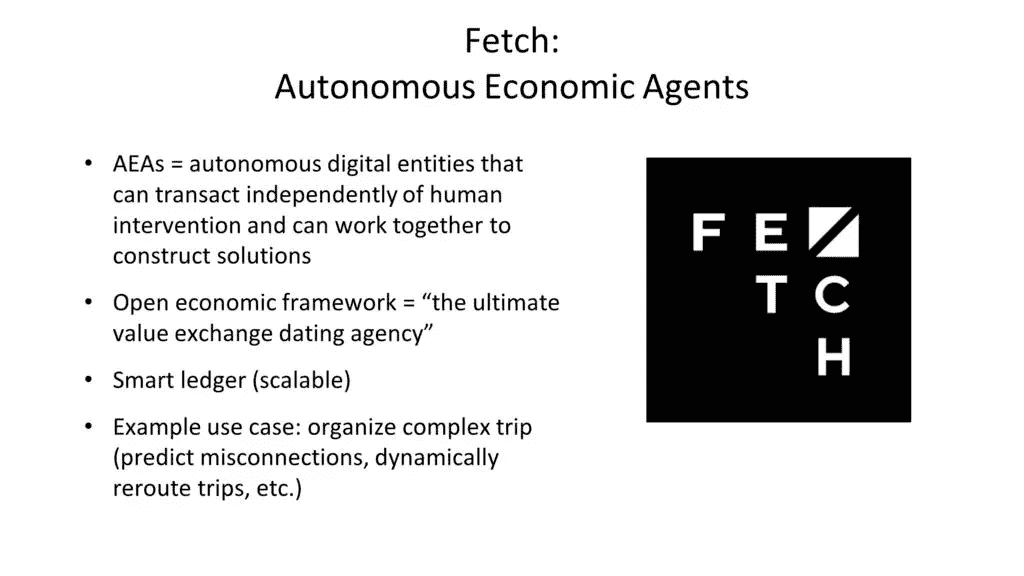 Fetch:
Autonomous Economic Agents
• AEAs = autonomous digital entities that
can transact independently of human
intervention and can work together to
construct solutions
• Open economic framework = “the ultimate
value exchange dating agency”
• Smart ledger (scalable)
• Example use case: organize complex trip
(predict misconnections, dynamically
reroute trips, etc.)
F E
T C
H